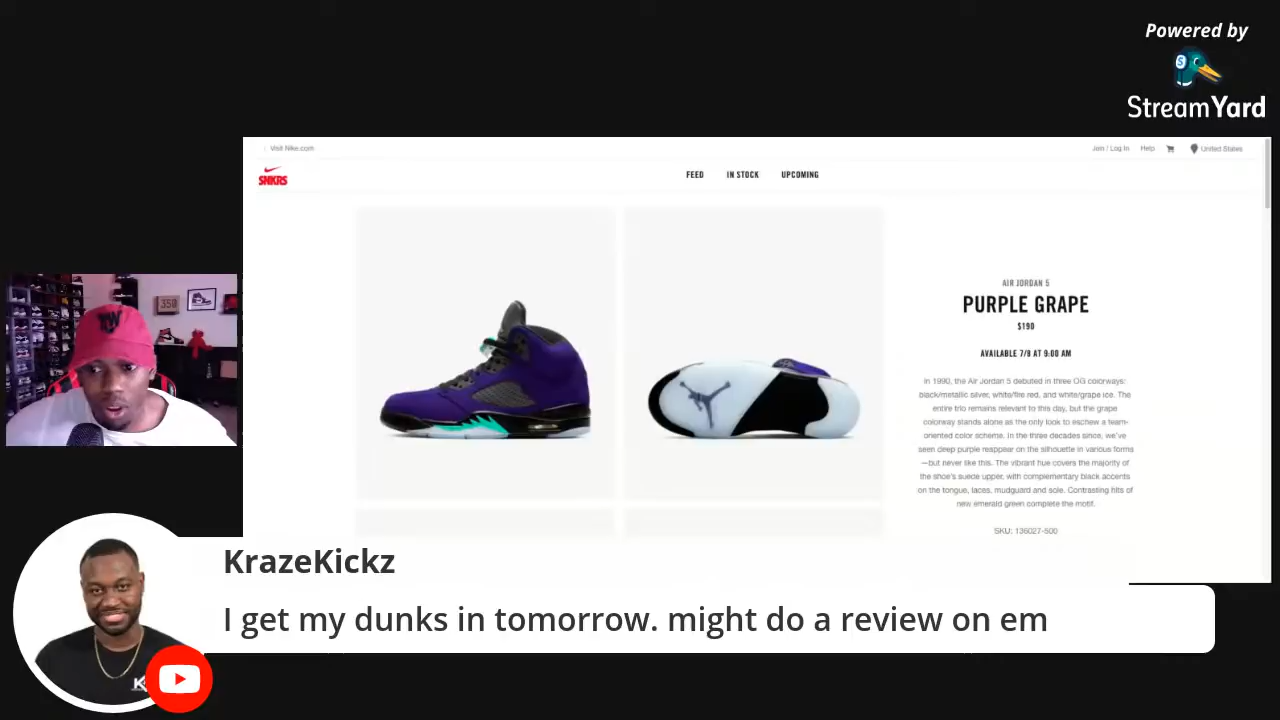 Powered by
StreamYard
Visit Nike.com
Join / Log In Help United States
SNKRS
FEED IN STOCK UPCOMING
AIR JORDAN 5
PURPLE GRAPE
$190
AVAILABLE 7/8 AT 9:00 AM
In 1990, the Air Jordan 5 debuted in three OG colorways:
black/metallic silver, white/fire red, and white/grape ice. The
entire trio remains relevant to this day, but the grape
colorway stands alone as the only look to eschew a team-
oriented color scheme. In the three decades since, we've
seen deep purple reappear on the silhouette in various forms
—but never like this. The vibrant hue covers the majority of
the shoe's suede upper, with complementary black accents
on the tongue, laces, mudguard and sole. Contrasting hits of
new emerald green complete the motif.
SKU: 136027-500
350
KrazeKickz
I get my dunks in tomorrow. might do a review on em